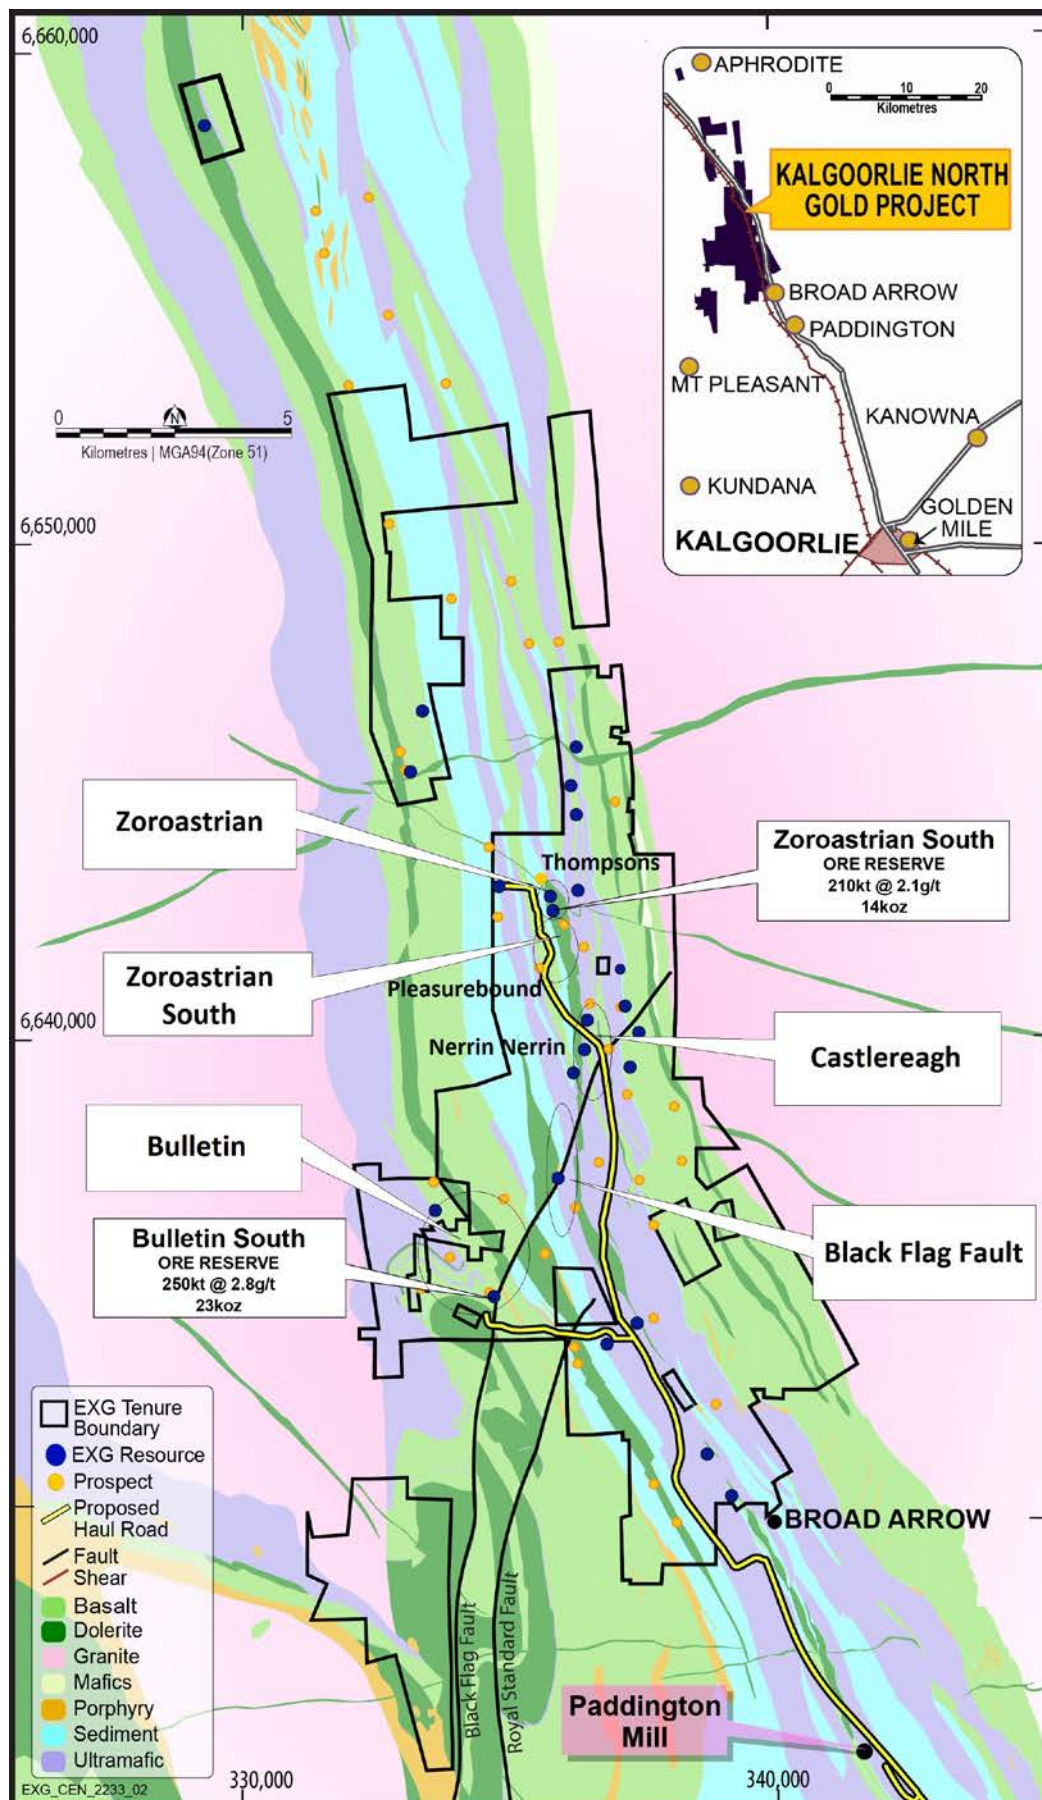 6,660,000
APHRODITE
0 10 20
Kilometres
KALGOORLIE NORTH
GOLD PROJECT
BROAD ARROW
PADDINGTON
MT PLEASANT
KANOWNA
KUNDANA
GOLDEN
MILE
KALGOORLIE
0 N 5
Kilometres | MGA94(Zone 51)
6,650,000
Zoroastrian
Thompsons
Zoroastrian South
ORE RESERVE
210kt @ 2.1g/t
14koz
Zoroastrian
South
Pleasurebound
6,640,000
Nerrin Nerrin
Castlereagh
Bulletin
Bulletin South
ORE RESERVE
250kt @ 2.8g/t
23koz
Black Flag Fault
EXG Tenure
Boundary
EXG Resource
Prospect
Proposed
Haul Road
Fault
Shear
Basalt
Dolerite
Granite
Mafics
Porphyry
Sediment
Ultramafic
EXG_CEN_2233_02
BROAD ARROW
Black Flag Fault
Royal Standard Fault
Paddington
Mill
330,000
340,000